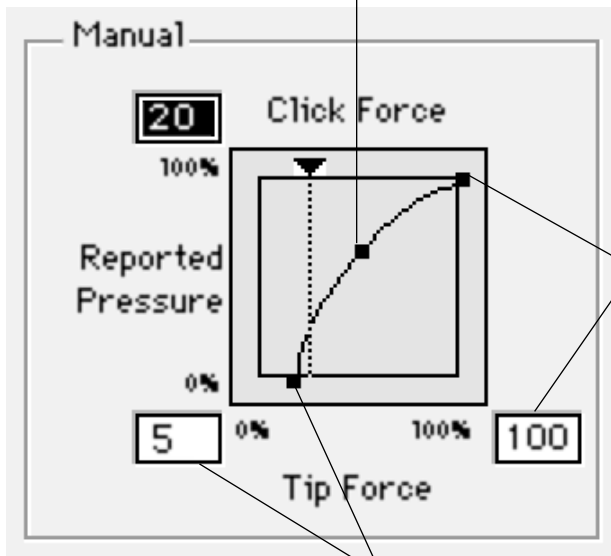 Manual
20
Click Force
100%
Reported
Pressure
0%
5
0%
100%
100
Tip Force